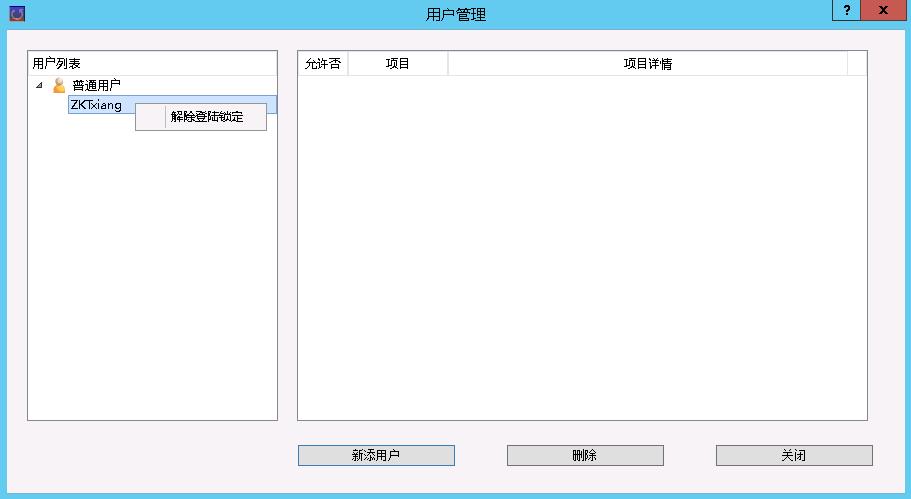 用户管理
?
x
用户列表
普通用户
ZKTxiang
解除登陆锁定
允许否
项目
项目详情
新添用户
删除
关闭